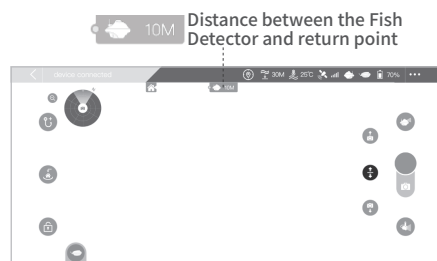 10M
Distance between the Fish
Detector and return point
device connected
10M
30M
25°C
70%